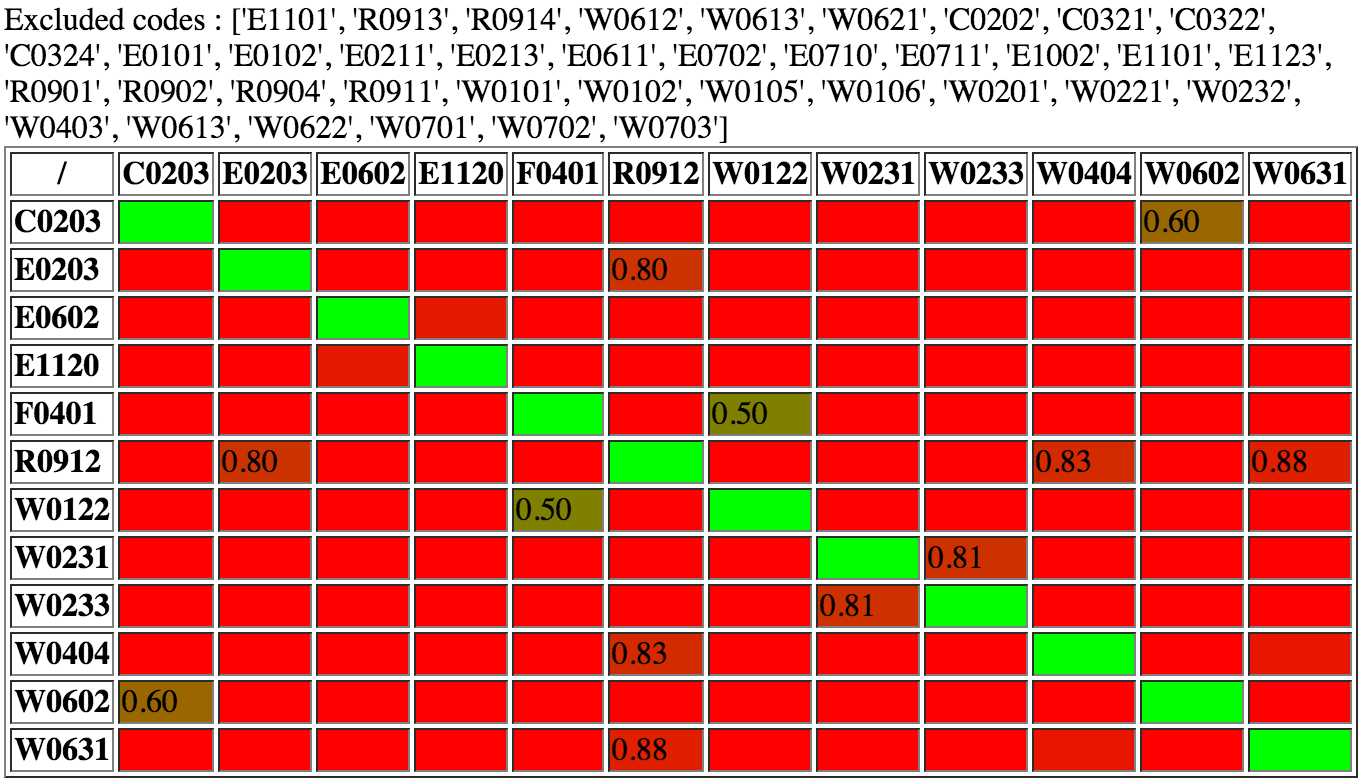 Excluded codes : ['E1101', 'R0913', 'R0914', 'W0612', 'W0613', 'W0621', 'C0202', 'C0321', 'C0322',
'C0324', 'E0101', 'E0102', 'E0211', 'E0213', 'E0611', 'E0702', 'E0710', 'E0711', 'E1002', 'E1101', 'E1123',
'R0901', 'R0902', 'R0904', 'R0911', 'W0101', 'W0102', 'W0105', 'W0106', 'W0201', 'W0221', 'W0232',
'W0403', 'W0613', 'W0622', 'W0701', 'W0702', 'W0703']
/ C0203 E0203 E0602 E1120 F0401 R0912 W0122 W0231 W0233 W0404 W0602 W0631
C0203 0.60
E0203 0.80
E0602
E1120
F0401 0.50
R0912 0.80 0.83 0.88
W0122 0.50
W0231 0.81
W0233 0.81
W0404 0.83
W0602 0.60
W0631 0.88